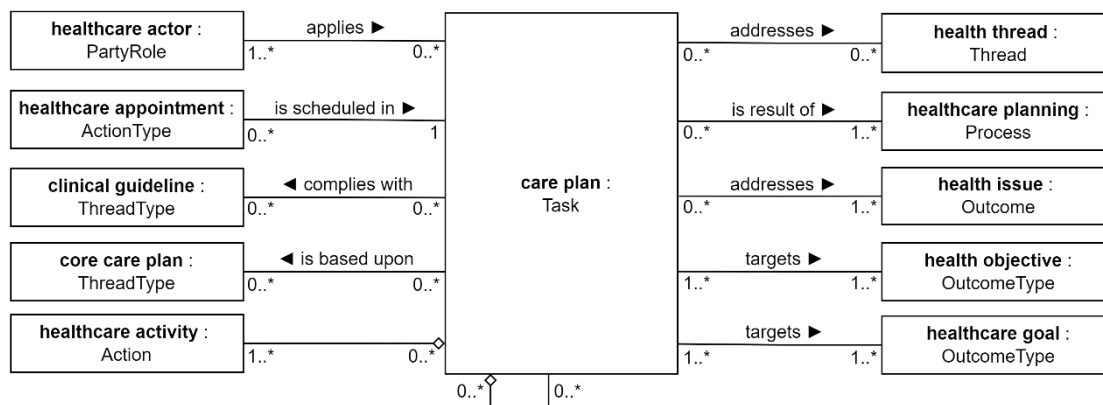 healthcare actor :
PartyRole
applies ►
1..*
0..*
healthcare appointment :
ActionType
is scheduled in ►
0..*
1
clinical guideline :
ThreadType
◄ complies with
0..*
0..*
core care plan :
ThreadType
◄ is based upon
0..*
0..*
healthcare activity :
Action
1..*
0..*
care plan :
Task
0..*
0..*
addresses ►
0..*
0..*
health thread :
Thread
is result of ►
0..*
1..*
healthcare planning :
Process
addresses ►
0..*
1..*
health issue :
Outcome
targets ►
1..*
1..*
health objective :
OutcomeType
targets ►
1..*
1..*
healthcare goal :
OutcomeType